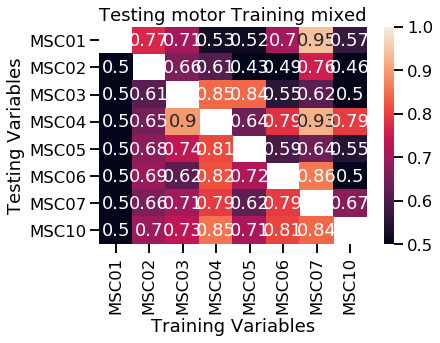 Testing motor Training mixed
MSC01 0.77 0.71 0.53 0.52 0.7 0.95 0.57
MSC02 0.5 0.66 0.61 0.43 0.49 0.76 0.46
MSC03 0.5 0.61 0.85 0.84 0.55 0.62 0.5
MSC04 0.5 0.65 0.9 0.64 0.79 0.93 0.79
MSC05 0.5 0.68 0.74 0.81 0.59 0.64 0.55
MSC06 0.5 0.69 0.62 0.82 0.72 0.86 0.5
MSC07 0.5 0.66 0.71 0.79 0.62 0.79 0.67
MSC10 0.5 0.7 0.73 0.85 0.71 0.81 0.84
Testing Variables
MSC01 MSC02 MSC03 MSC04 MSC05 MSC06 MSC07 MSC10
Training Variables
1.0
0.9
0.8
0.7
0.6
0.5